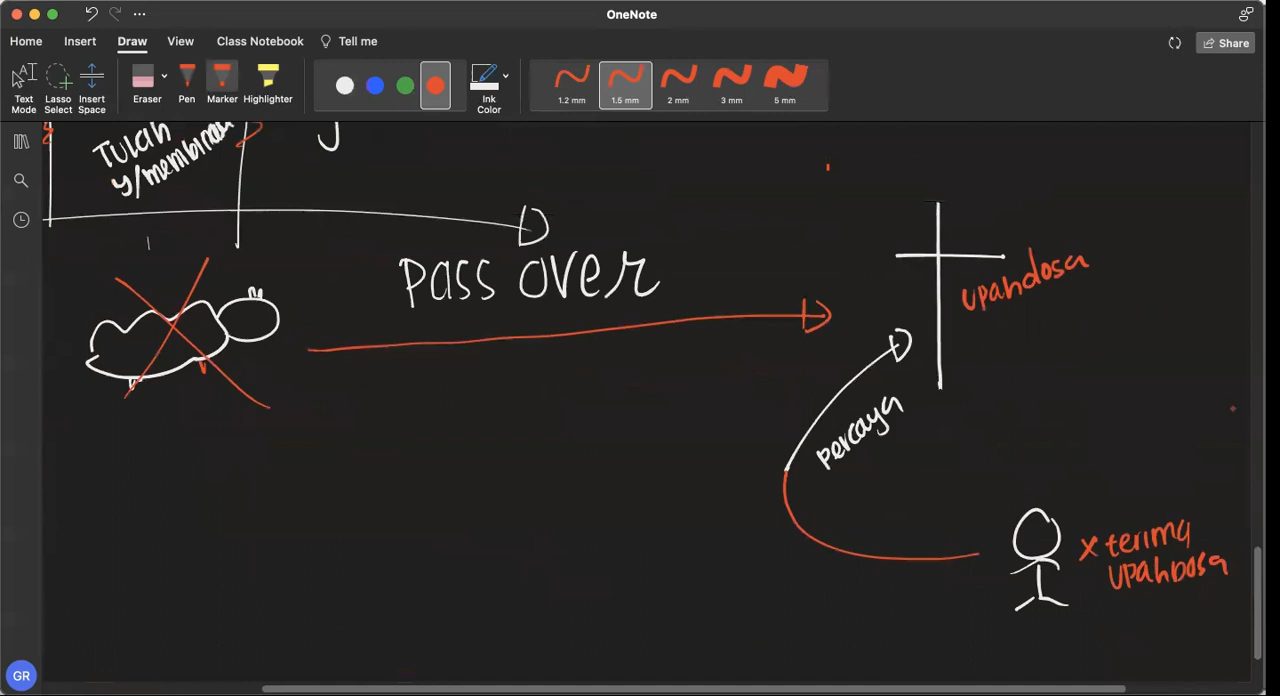 OneNote
Home Insert Draw View Class Notebook Tell me
Share
Text Mode
Lasso Select
Insert Space
Eraser
Pen
Marker
Highlighter
Ink Color
1.2 mm
1.5 mm
2 mm
3 mm
5 mm
Tulah
y/membunuh
Pass over
upahdosa
percaya
x terima
upahdosa
GR